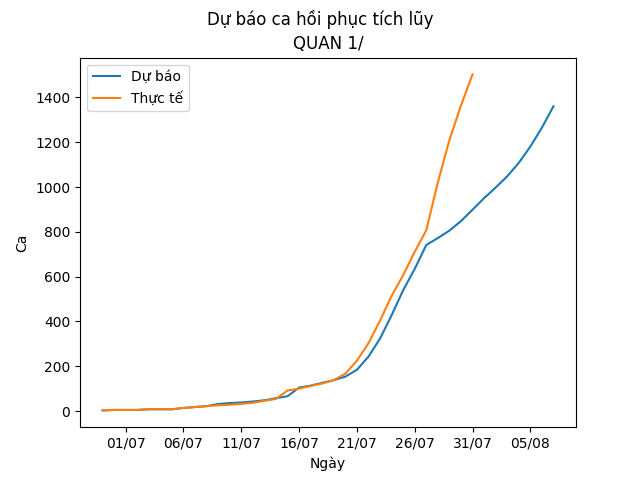 Dự báo ca hồi phục tích lũy
QUAN 1/
Dự báo
Thực tế
1400
1200
1000
800
600
400
200
0
Ca
01/07 06/07 11/07 16/07 21/07 26/07 31/07 05/08
Ngày